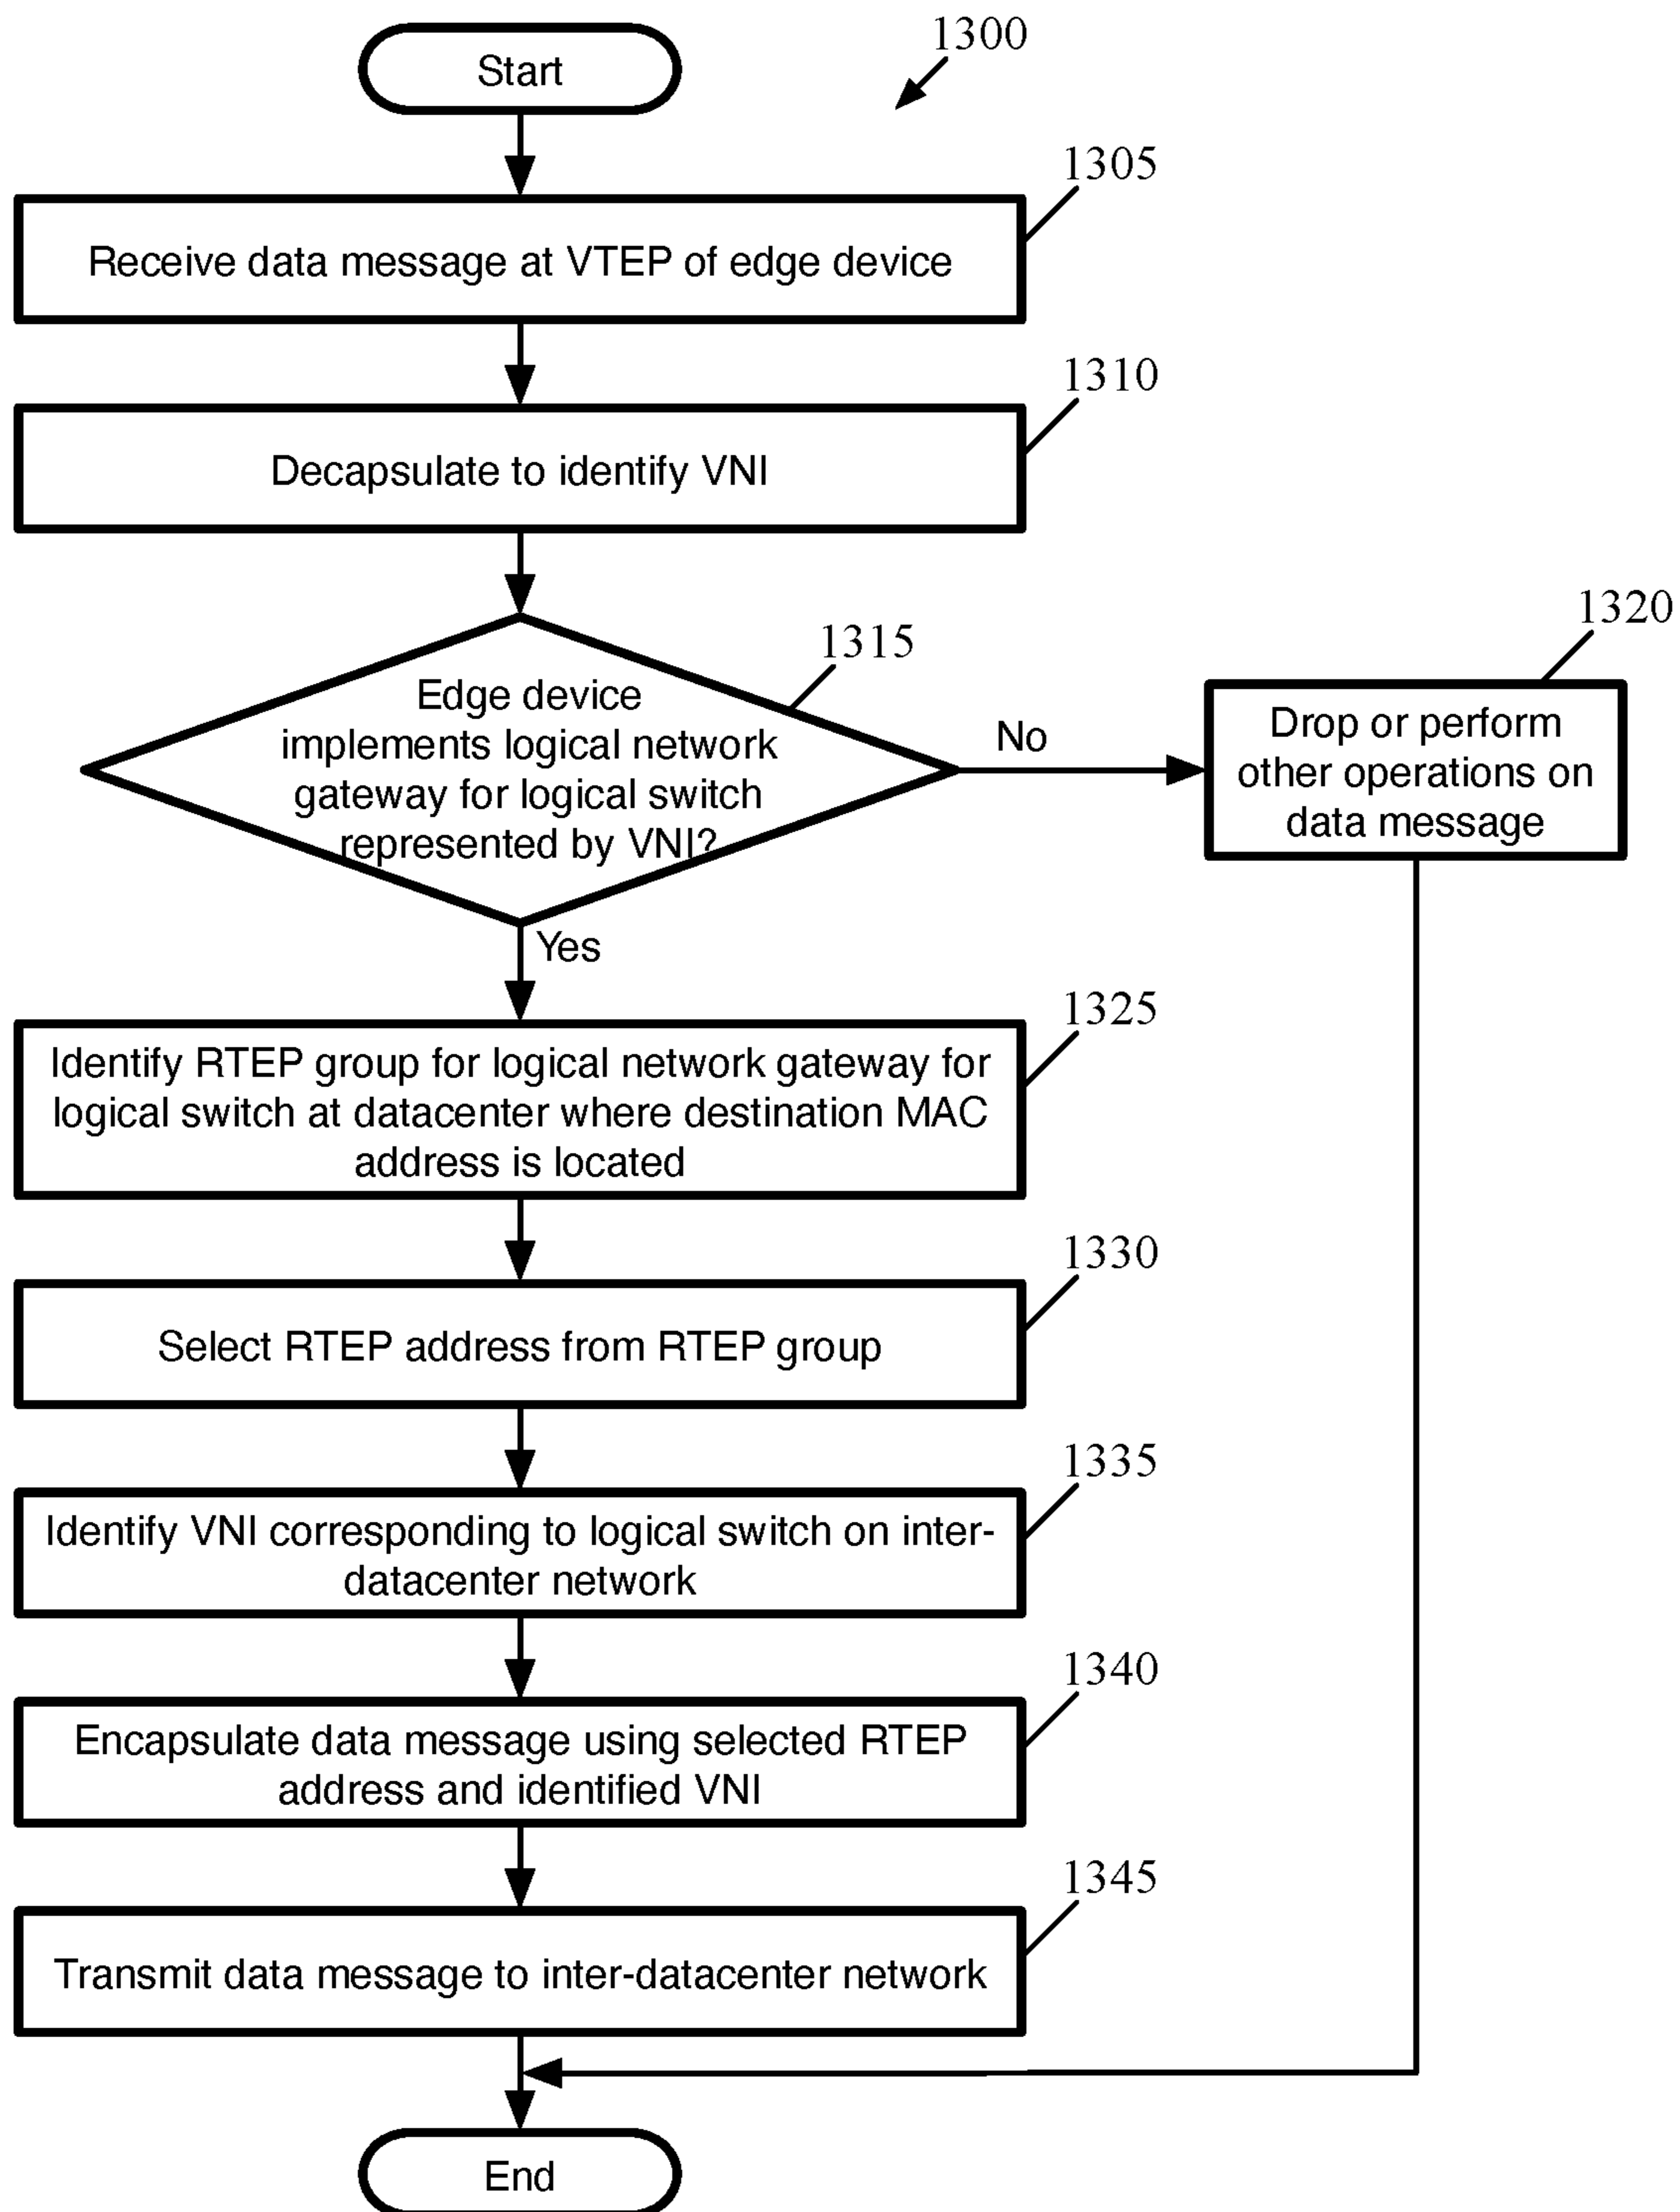 Start
1300
1305
Receive data message at VTEP of edge device
1310
Decapsulate to identify VNI
1315
Edge device
implements logical network
gateway for logical switch
represented by VNI?
No
1320
Drop or perform
other operations on
data message
Yes
1325
Identify RTEP group for logical network gateway for
logical switch at datacenter where destination MAC
address is located
1330
Select RTEP address from RTEP group
1335
Identify VNI corresponding to logical switch on inter-
datacenter network
1340
Encapsulate data message using selected RTEP
address and identified VNI
1345
Transmit data message to inter-datacenter network
End